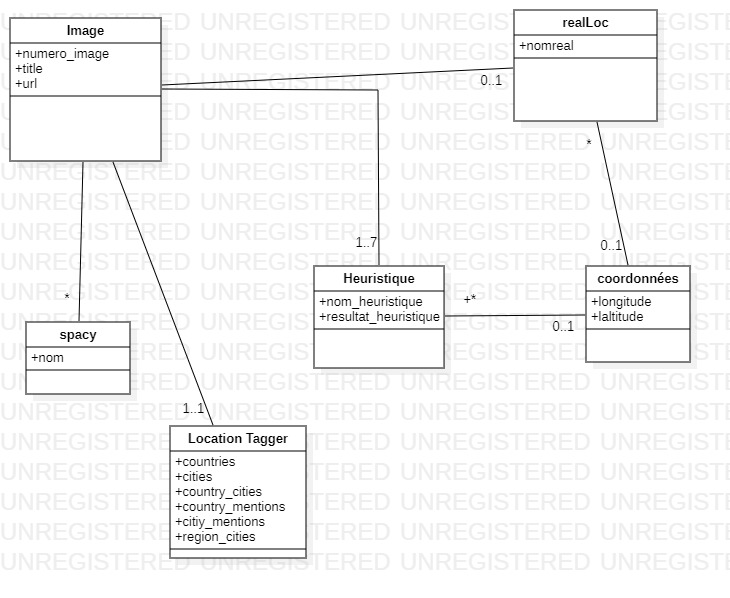 Image
+numero_image
+title
+url
realLoc
+nomreal
0..1
*
1..7
0..1
Heuristique
+nom_heuristique
+resultat_heuristique
+*
0..1
coordonnées
+longitude
+laltitude
*
spacy
+nom
1..1
Location Tagger
+countries
+cities
+country_cities
+country_mentions
+citiy_mentions
+region_cities
UNREGISTERED UNREGISTERED UNREGISTERED UNREGISTE